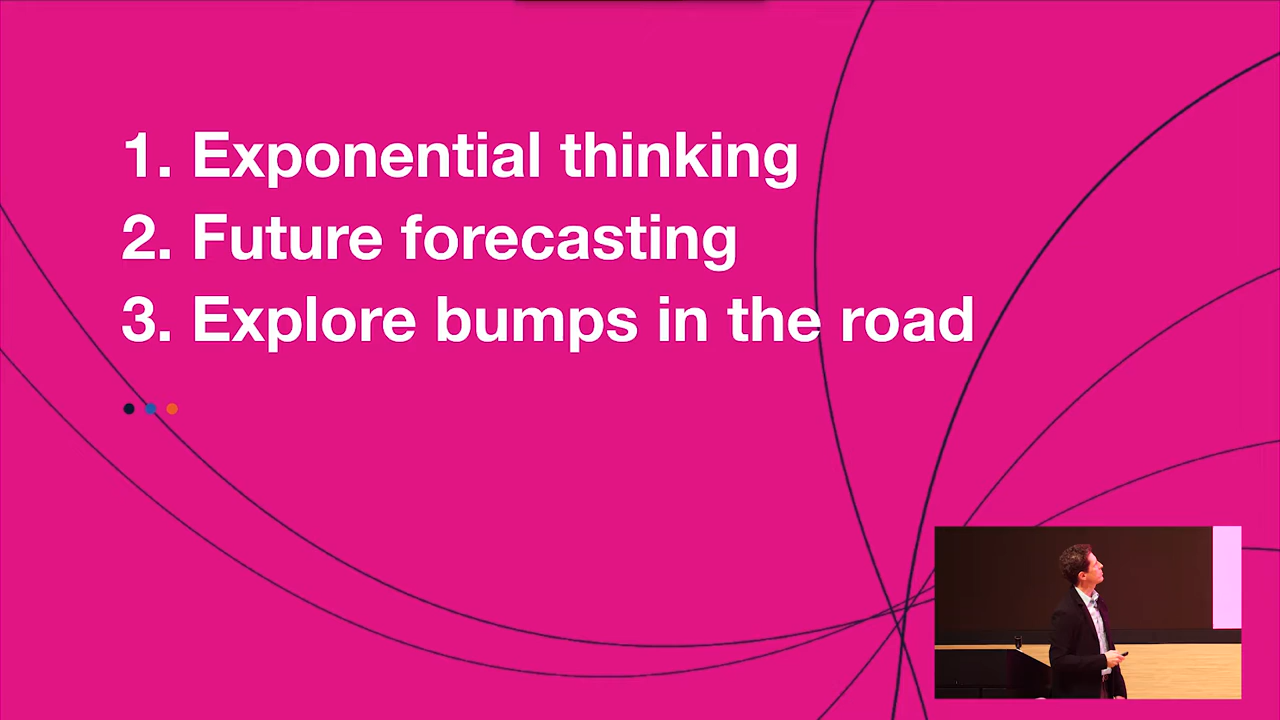 1. Exponential thinking
2. Future forecasting
3. Explore bumps in the road